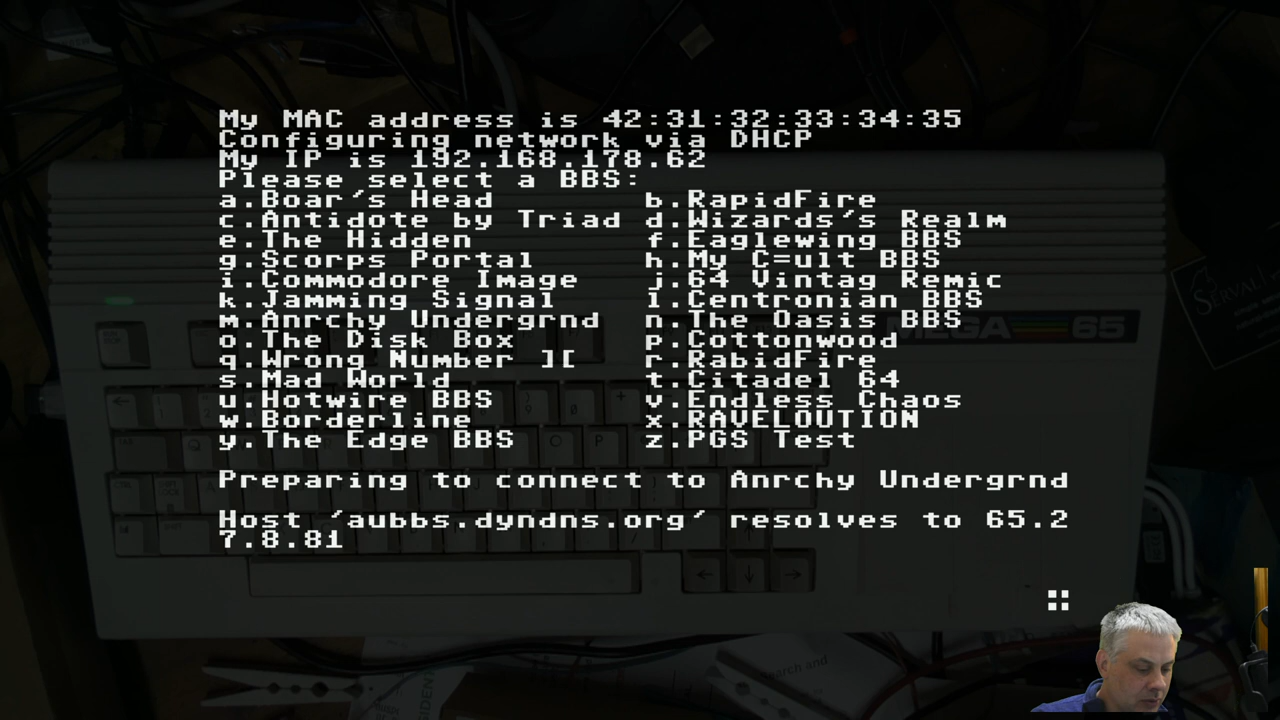 My MAC address is 42:31:32:33:34:35
Configuring network via DHCP
My IP is 192.168.178.62
Please select a BBS:
a.Boar's Head b.RapidFire
c.Antidote by Triad d.Wizards's Realm
e.The Hidden f.Eaglewing BBS
g.Scorps Portal h.My C=ult BBS
i.Commodore Image j.64 Vintag Remic
k.Jamming Signal l.Centronian BBS
m.Anrchy Undergrnd n.The Oasis BBS
o.The Disk Box p.Cottonwood
q.Wrong Number ][ r.RabidFire
s.Mad World t.Citadel 64
u.Hotwire BBS v.Endless Chaos
w.Borderline x.RAVELOUTION
y.The Edge BBS z.PGS Test
Preparing to connect to Anrchy Undergrnd
Host 'aubbs.dyndns.org' resolves to 65.2
7.8.81
MEGA 65
SERVAL